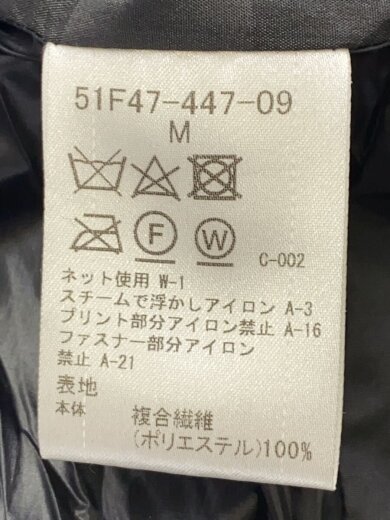 51F47-447-09
M
F W C-002
ネット使用 W-1
スチームで浮かしアイロン A-3
プリント部分アイロン禁止 A-16
ファスナー部分アイロン
禁止 A-21
表地
本体 複合繊維
(ポリエステル)100%